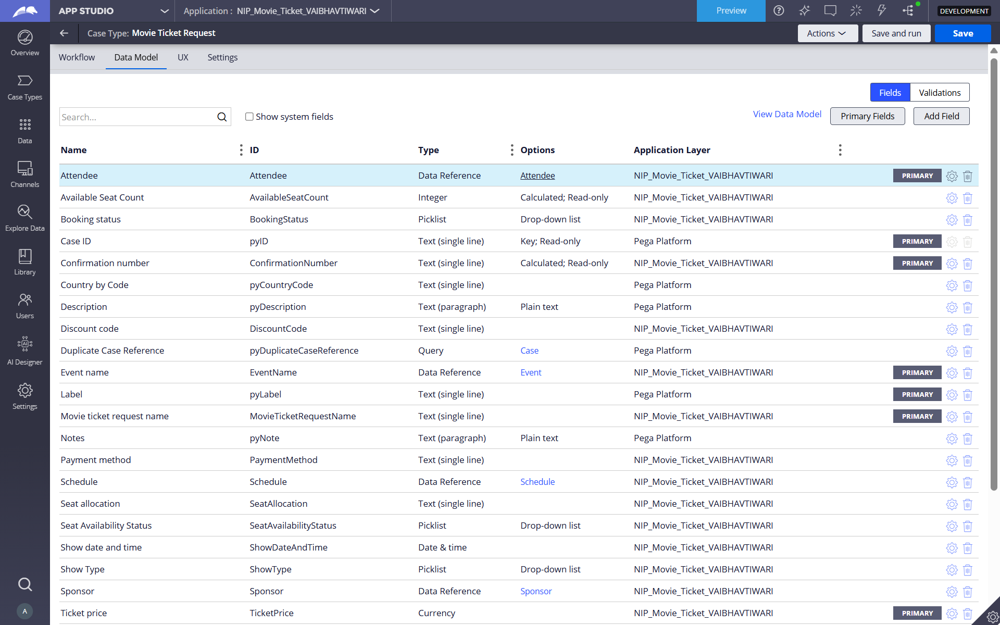 APP STUDIO
Application : NIP_Movie_Ticket_VAIBHAVTIWARI
Preview
DEVELOPMENT
Case Type: Movie Ticket Request
Actions
Save and run
Save
Overview
Case Types
Data
Channels
Explore Data
Library
Users
AI
AI Designer
Settings
A
Workflow Data Model UX Settings
Fields Validations
Search...
Show system fields
View Data Model
Primary Fields
Add Field
Name ID Type Options Application Layer
Attendee Attendee Data Reference Attendee NIP_Movie_Ticket_VAIBHAVTIWARI PRIMARY
Available Seat Count AvailableSeatCount Integer Calculated; Read-only NIP_Movie_Ticket_VAIBHAVTIWARI
Booking status BookingStatus Picklist Drop-down list NIP_Movie_Ticket_VAIBHAVTIWARI
Case ID pyID Text (single line) Key; Read-only Pega Platform PRIMARY
Confirmation number ConfirmationNumber Text (single line) Calculated; Read-only NIP_Movie_Ticket_VAIBHAVTIWARI PRIMARY
Country by Code pyCountryCode Text (single line) Pega Platform
Description pyDescription Text (paragraph) Plain text Pega Platform
Discount code DiscountCode Text (single line) NIP_Movie_Ticket_VAIBHAVTIWARI
Duplicate Case Reference pyDuplicateCaseReference Query Case Pega Platform
Event name EventName Data Reference Event NIP_Movie_Ticket_VAIBHAVTIWARI PRIMARY
Label pyLabel Text (single line) Pega Platform PRIMARY
Movie ticket request name MovieTicketRequestName Text (single line) NIP_Movie_Ticket_VAIBHAVTIWARI PRIMARY
Notes pyNote Text (paragraph) Plain text Pega Platform
Payment method PaymentMethod Text (single line) NIP_Movie_Ticket_VAIBHAVTIWARI
Schedule Schedule Data Reference Schedule NIP_Movie_Ticket_VAIBHAVTIWARI
Seat allocation SeatAllocation Text (single line) NIP_Movie_Ticket_VAIBHAVTIWARI
Seat Availability Status SeatAvailabilityStatus Picklist Drop-down list NIP_Movie_Ticket_VAIBHAVTIWARI
Show date and time ShowDateAndTime Date & time NIP_Movie_Ticket_VAIBHAVTIWARI
Show Type ShowType Picklist Drop-down list NIP_Movie_Ticket_VAIBHAVTIWARI
Sponsor Sponsor Data Reference Sponsor NIP_Movie_Ticket_VAIBHAVTIWARI
Ticket price TicketPrice Currency NIP_Movie_Ticket_VAIBHAVTIWARI PRIMARY